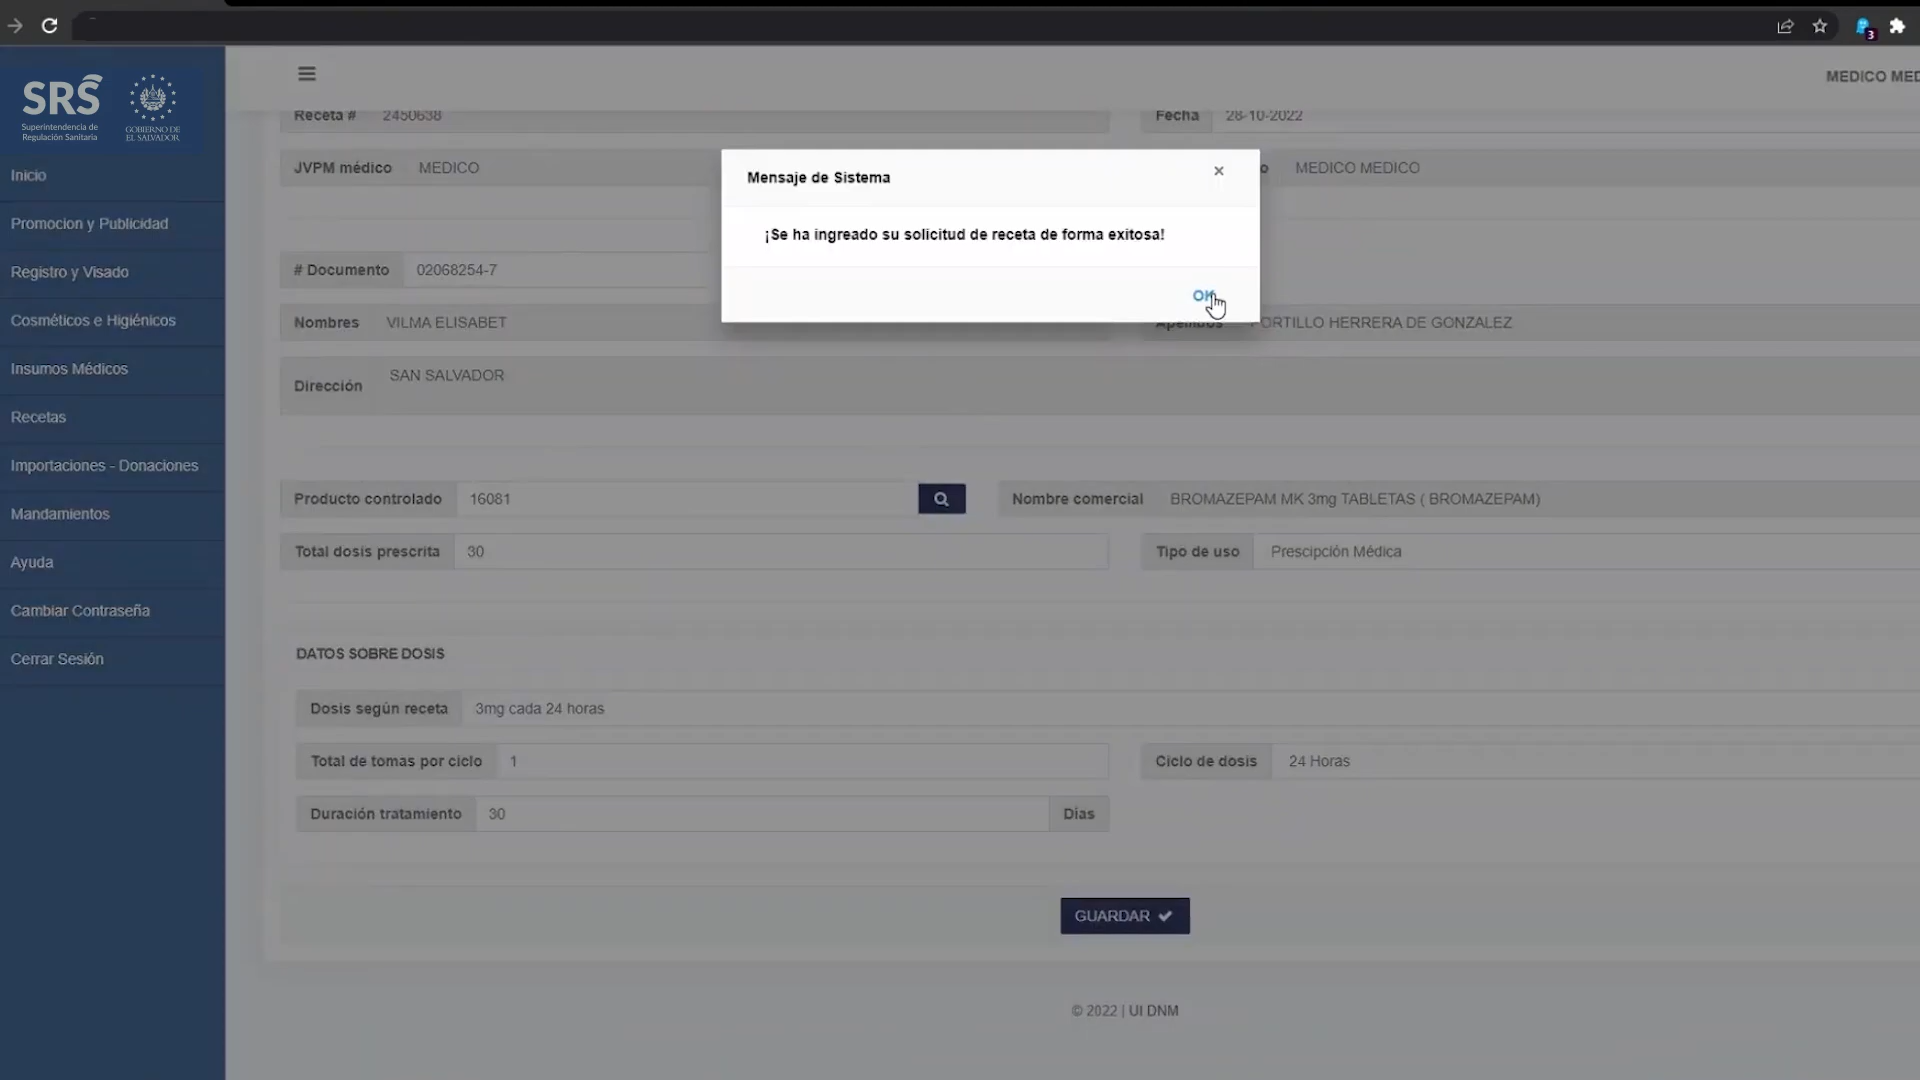 3
SRS
Superintendencia de
Regulación Sanitaria
GOBIERNO DE
EL SALVADOR
Inicio
Promocion y Publicidad
Registro y Visado
Cosméticos e Higiénicos
Insumos Médicos
Recetas
Importaciones - Donaciones
Mandamientos
Ayuda
Cambiar Contraseña
Cerrar Sesión
MEDICO MED
Receta # 2450638 Fecha 28-10-2022
JVPM médico MEDICO o MEDICO MEDICO
Mensaje de Sistema ×
¡Se ha ingreado su solicitud de receta de forma exitosa!
OK
# Documento 02068254-7
Nombres VILMA ELISABET Apellidos PORTILLO HERRERA DE GONZALEZ
Dirección SAN SALVADOR
Producto controlado 16081 Nombre comercial BROMAZEPAM MK 3mg TABLETAS ( BROMAZEPAM)
Total dosis prescrita 30 Tipo de uso Prescipción Médica
DATOS SOBRE DOSIS
Dosis según receta 3mg cada 24 horas
Total de tomas por ciclo 1 Ciclo de dosis 24 Horas
Duración tratamiento 30 Días
GUARDAR
© 2022 | UI DNM